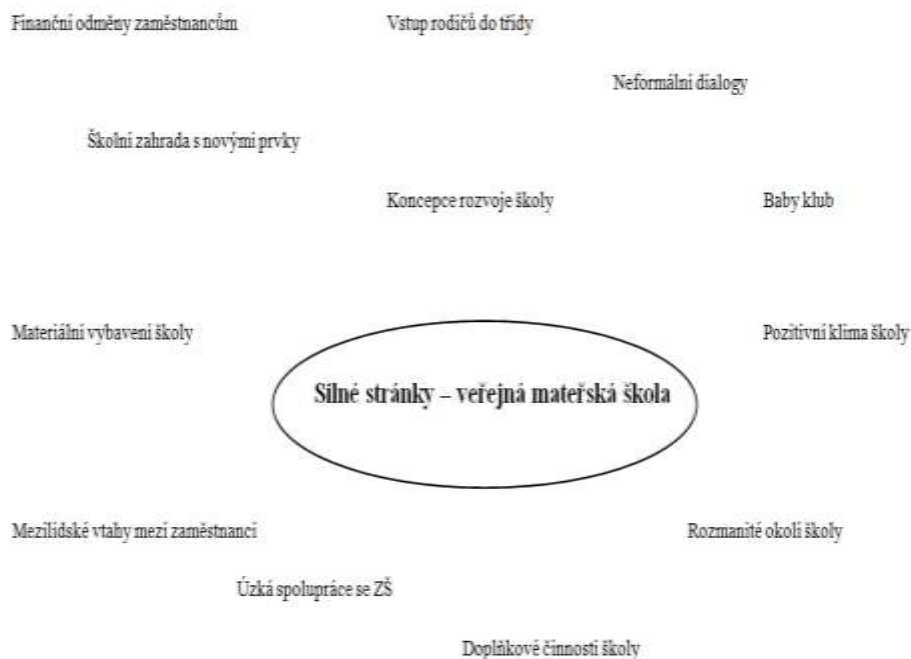 Finanční odměny zaměstnancům
Vstup rodičů do třídy
Neformální dialogy
Školní zahrada s novými prvky
Koncepce rozvoje školy
Baby klub
Materiální vybavení školy
Pozitivní klima školy
Silné stránky – veřejná mateřská škola
Mezilidské vtahy mezi zaměstnanci
Rozmanité okolí školy
Úzká spolupráce se ZŠ
Doplňkové činnosti školy